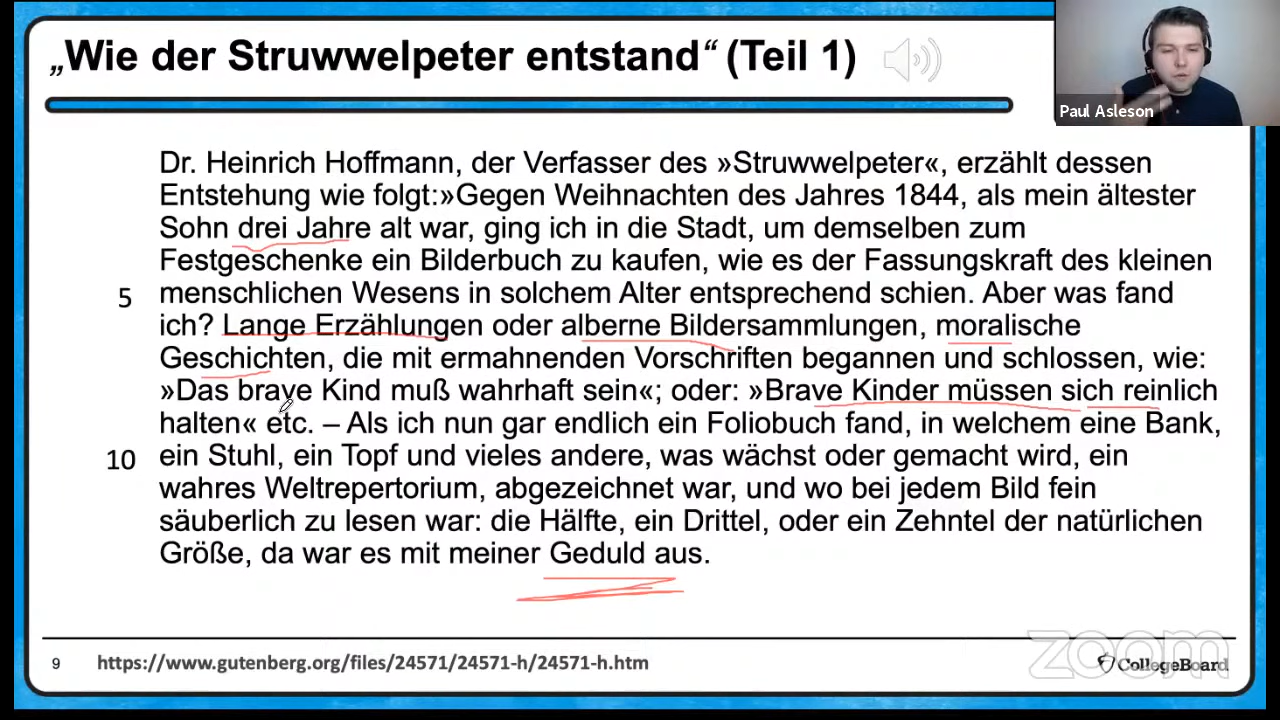 „Wie der Struwwelpeter entstand“ (Teil 1)
Paul Asleson
Dr. Heinrich Hoffmann, der Verfasser des »Struwwelpeter«, erzählt dessen
Entstehung wie folgt:»Gegen Weihnachten des Jahres 1844, als mein ältester
Sohn drei Jahre alt war, ging ich in die Stadt, um demselben zum
Festgeschenke ein Bilderbuch zu kaufen, wie es der Fassungskraft des kleinen
5 menschlichen Wesens in solchem Alter entsprechend schien. Aber was fand
ich? Lange Erzählungen oder alberne Bildersammlungen, moralische
Geschichten, die mit ermahnenden Vorschriften begannen und schlossen, wie:
»Das brave Kind muß wahrhaft sein«; oder: »Brave Kinder müssen sich reinlich
halten« etc. – Als ich nun gar endlich ein Foliobuch fand, in welchem eine Bank,
10 ein Stuhl, ein Topf und vieles andere, was wächst oder gemacht wird, ein
wahres Weltrepertorium, abgezeichnet war, und wo bei jedem Bild fein
säuberlich zu lesen war: die Hälfte, ein Drittel, oder ein Zehntel der natürlichen
Größe, da war es mit meiner Geduld aus.
zoom
9 https://www.gutenberg.org/files/24571/24571-h/24571-h.htm
CollegeBoard